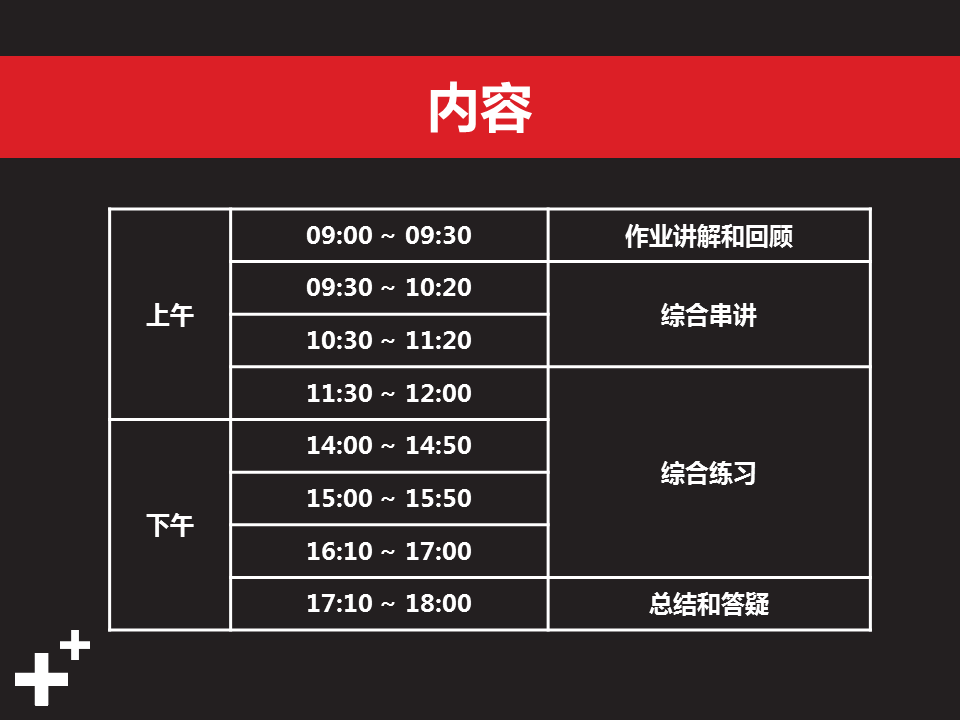 内容
上午
09:00 ~ 09:30
作业讲解和回顾
09:30 ~ 10:20
综合串讲
10:30 ~ 11:20
11:30 ~ 12:00
综合练习
下午
14:00 ~ 14:50
15:00 ~ 15:50
16:10 ~ 17:00
17:10 ~ 18:00
总结和答疑